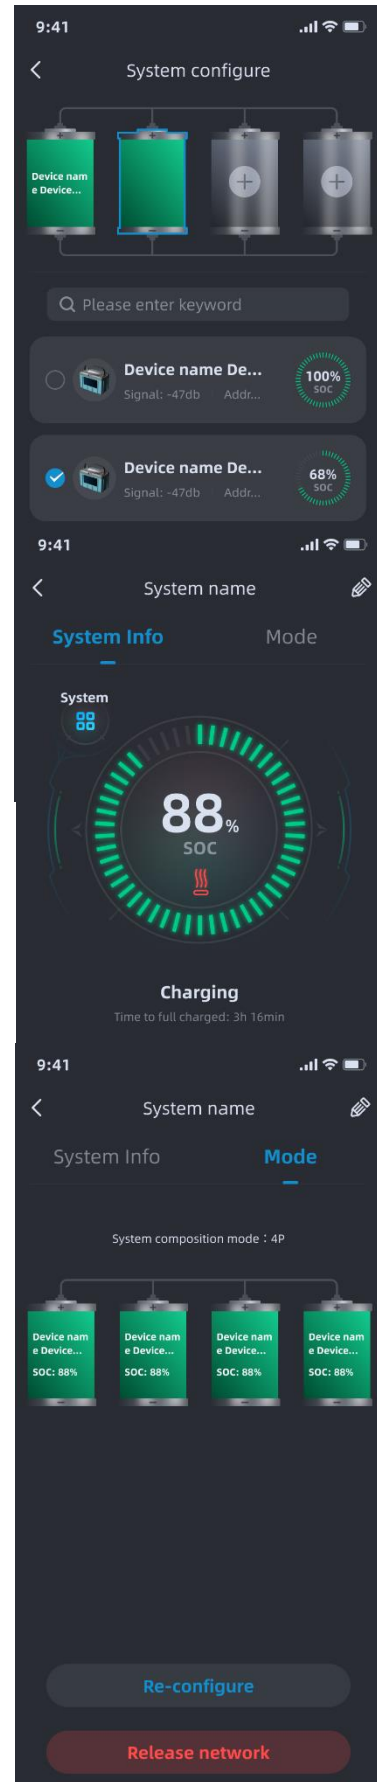 9:41
System configure
+ + + +
Device nam
e Device...
+ +
- - - -
Please enter keyword
Device name De...
Signal: -47db Addr...
100%
SOC
Device name De...
Signal: -47db Addr...
68%
SOC
9:41
System name
System Info Mode
System
88%
SOC
Charging
Time to full charged: 3h 16min
9:41
System name
System Info Mode
System composition mode：4P
+ + + +
Device nam Device nam Device nam Device nam
e Device... e Device... e Device... e Device...
SOC: 88% SOC: 88% SOC: 88% SOC: 88%
- - - -
Re-configure
Release network